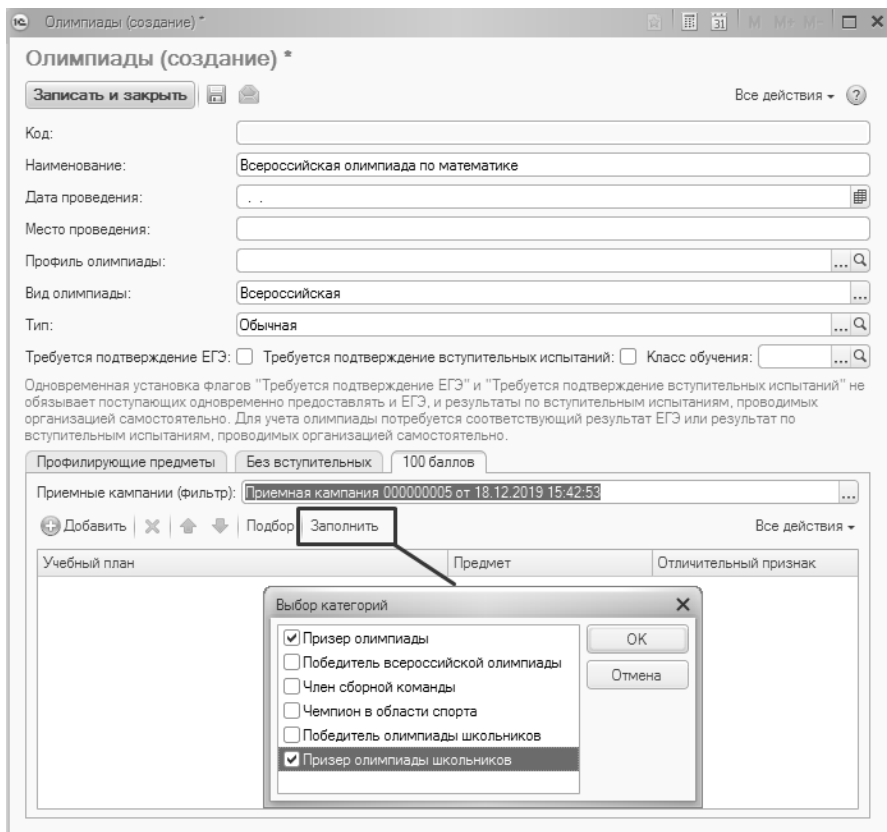 1С Олимпиады (создание) * 31 M M+ M-
Олимпиады (создание) *
Записать и закрыть Все действия ?
Код:
Наименование: Всероссийская олимпиада по математике
Дата проведения: . .
Место проведения:
Профиль олимпиады: ...
Вид олимпиады: Всероссийская ...
Тип: Обычная ...
Требуется подтверждение ЕГЭ: Требуется подтверждение вступительных испытаний: Класс обучения: ...
Одновременная установка флагов "Требуется подтверждение ЕГЭ" и "Требуется подтверждение вступительных испытаний" не
обязывает поступающих одновременно предоставлять и ЕГЭ, и результаты по вступительным испытаниям, проводимых
организацией самостоятельно. Для учета олимпиады потребуется соответствующий результат ЕГЭ или результат по
вступительным испытаниям, проводимых организацией самостоятельно.
Профилирующие предметы Без вступительных 100 баллов
Приемные кампании (фильтр): Приемная кампания 000000005 от 18.12.2019 15:42:53 ...
Добавить Подбор Заполнить Все действия
Учебный план Предмет Отличительный признак
Выбор категорий
Призер олимпиады OK
Победитель всероссийской олимпиады
Отмена
Член сборной команды
Чемпион в области спорта
Победитель олимпиады школьников
Призер олимпиады школьников